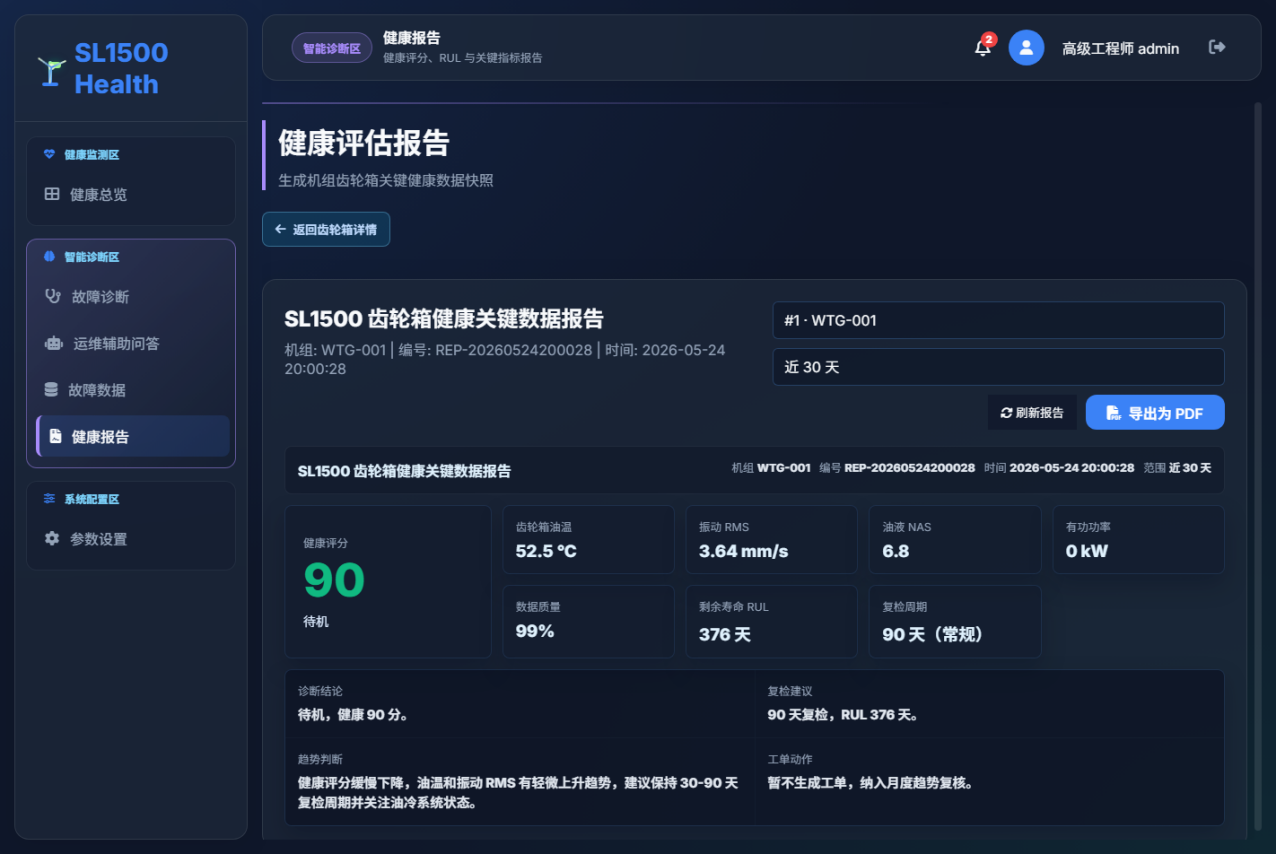 SL1500
Health
健康监测区
健康总览
智能诊断区
故障诊断
运维辅助问答
故障数据
健康报告
系统配置区
参数设置
智能诊断区
健康报告
健康评分、RUL 与关键指标报告
2
高级工程师 admin
健康评估报告
生成机组齿轮箱关键健康数据快照
← 返回齿轮箱详情
SL1500 齿轮箱健康关键数据报告
机组: WTG-001 | 编号: REP-20260524200028 | 时间: 2026-05-24
20:00:28
#1 · WTG-001
近 30 天
刷新报告
导出为 PDF
SL1500 齿轮箱健康关键数据报告
机组 WTG-001 编号 REP-20260524200028 时间 2026-05-24 20:00:28 范围 近 30 天
健康评分
90
待机
齿轮箱油温
52.5 °C
振动 RMS
3.64 mm/s
油液 NAS
6.8
有功功率
0 kW
数据质量
99%
剩余寿命 RUL
376 天
复检周期
90 天（常规）
诊断结论
待机，健康 90 分。
复检建议
90 天复检，RUL 376 天。
趋势判断
健康评分缓慢下降，油温和振动 RMS 有轻微上升趋势，建议保持 30-90 天
复检周期并关注油冷系统状态。
工单动作
暂不生成工单，纳入月度趋势复核。